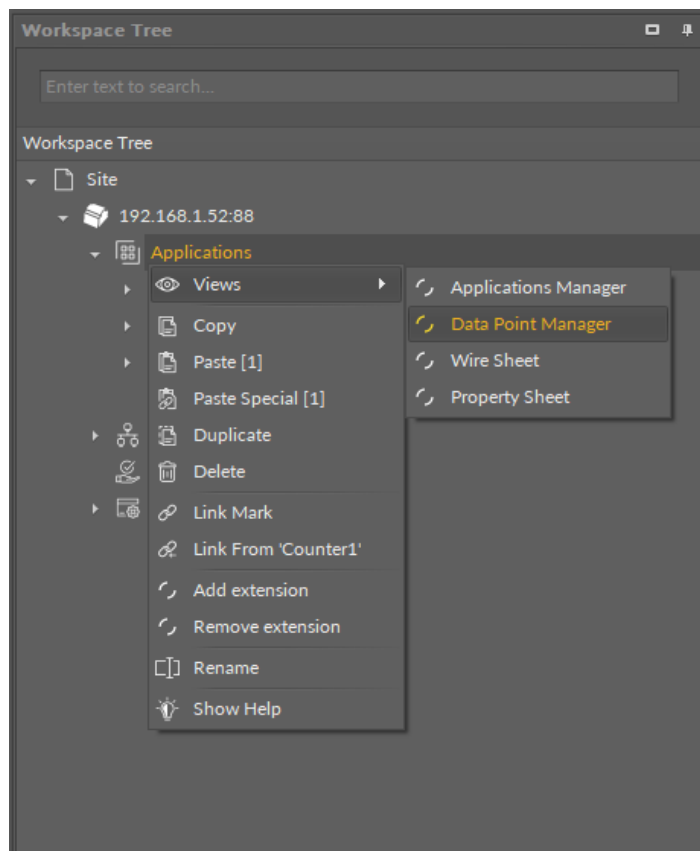 Workspace Tree
Enter text to search...
Workspace Tree
Site
192.168.1.52:88
Applications
Views
Copy
Paste [1]
Paste Special [1]
Duplicate
Delete
Link Mark
Link From 'Counter1'
Add extension
Remove extension
Rename
Show Help
Applications Manager
Data Point Manager
Wire Sheet
Property Sheet